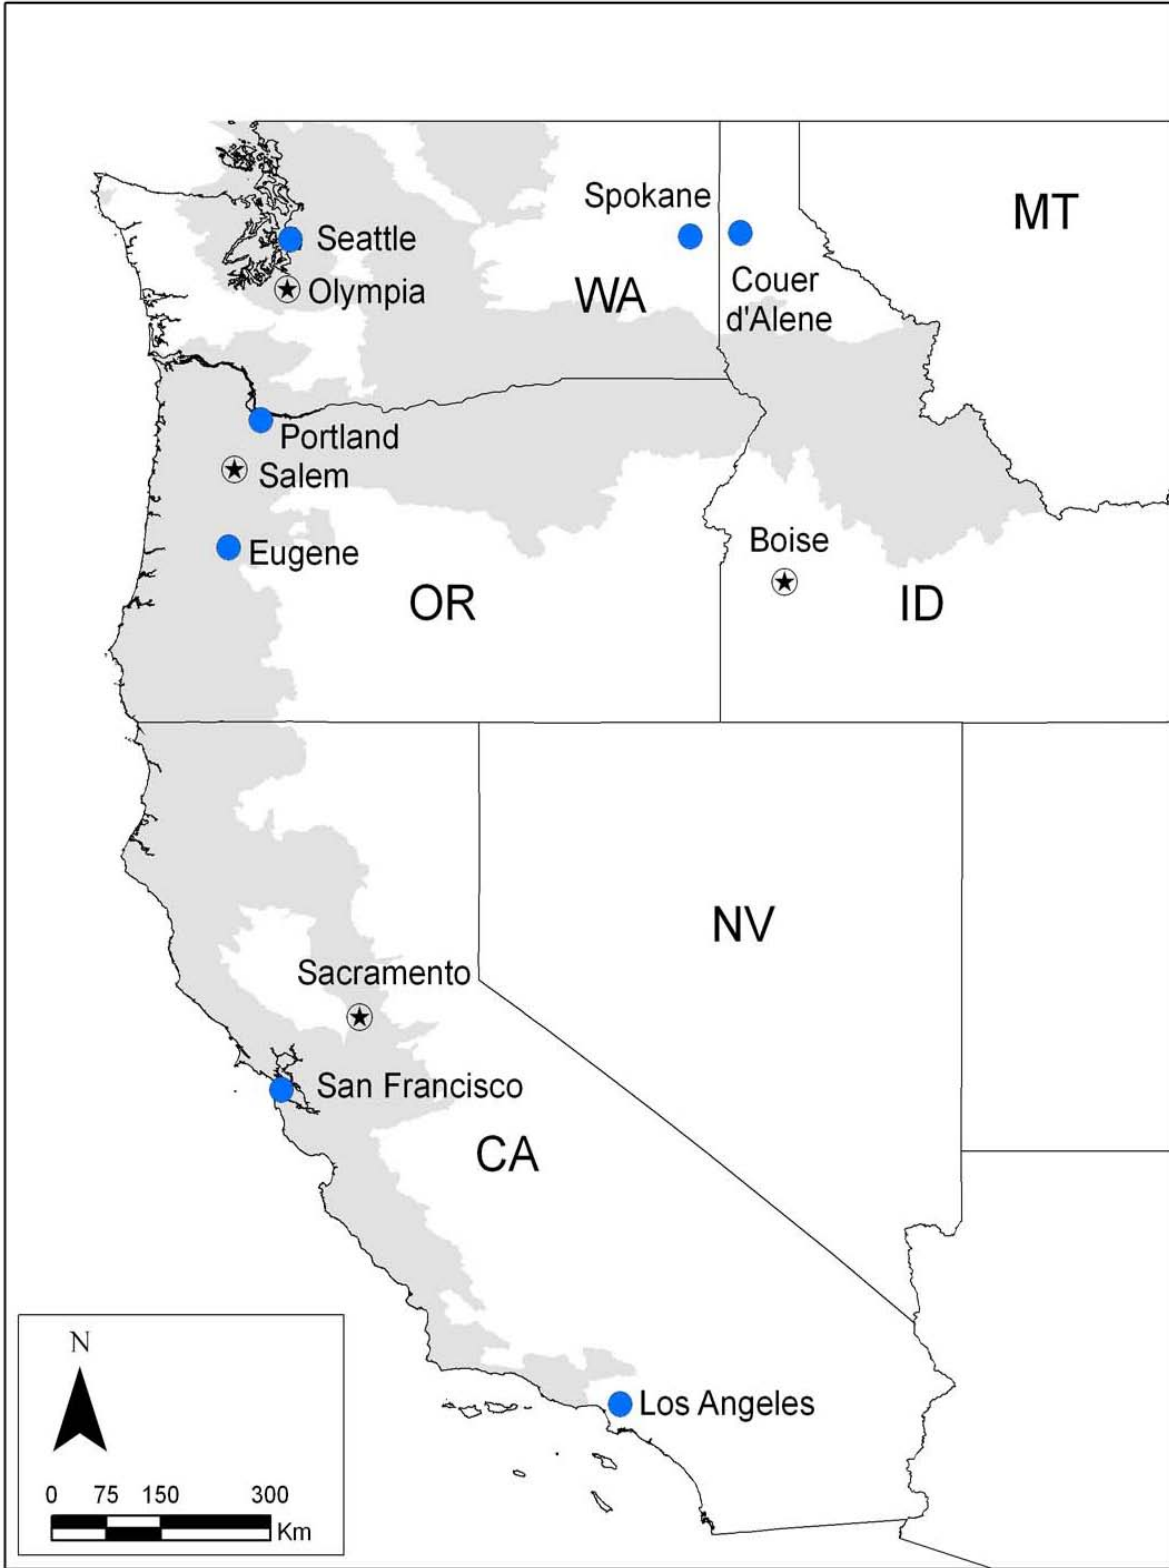 Spokane
MT
Seattle
Couer
d'Alene
Olympia
WA
Portland
Salem
Boise
Eugene
OR
ID
NV
Sacramento
San Francisco
CA
N
Los Angeles
0 75 150 300
Km